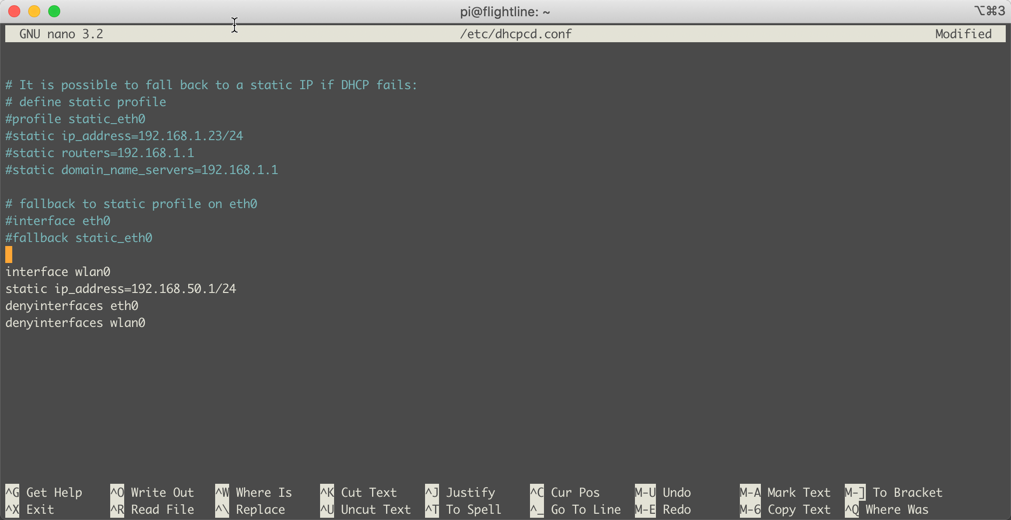 pi@flightline: ~
⌥⌘3
GNU nano 3.2 /etc/dhcpcd.conf Modified
# It is possible to fall back to a static IP if DHCP fails:
# define static profile
#profile static_eth0
#static ip_address=192.168.1.23/24
#static routers=192.168.1.1
#static domain_name_servers=192.168.1.1
# fallback to static profile on eth0
#interface eth0
#fallback static_eth0
interface wlan0
static ip_address=192.168.50.1/24
denyinterfaces eth0
denyinterfaces wlan0
^G Get Help ^O Write Out ^W Where Is ^K Cut Text ^J Justify ^C Cur Pos M-U Undo M-A Mark Text M-] To Bracket
^X Exit ^R Read File ^\ Replace ^U Uncut Text ^T To Spell ^_ Go To Line M-E Redo M-6 Copy Text ^Q Where Was